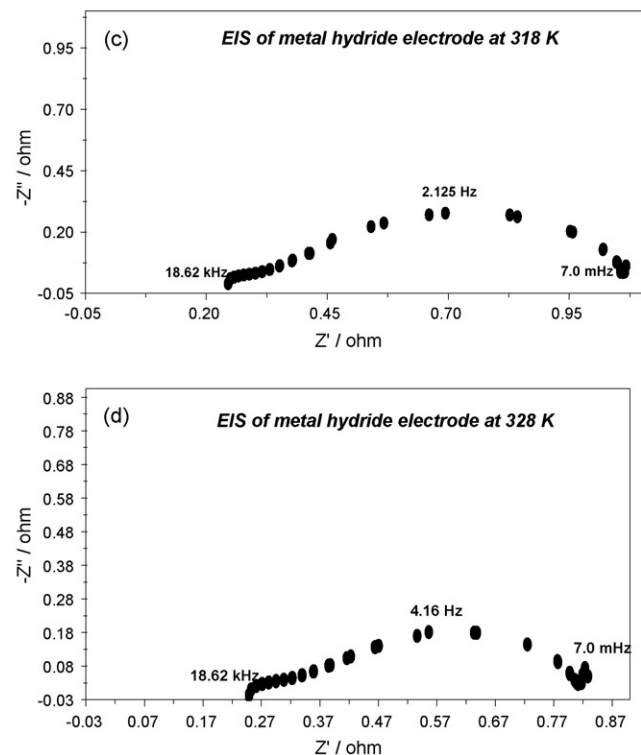 (c)
EIS of metal hydride electrode at 318 K
0.95
0.70
0.45
0.20
-0.05
-Z" / ohm
2.125 Hz
18.62 kHz
7.0 mHz
-0.05 0.20 0.45 0.70 0.95
Z' / ohm
(d)
EIS of metal hydride electrode at 328 K
0.88
0.78
0.68
0.58
0.48
0.38
0.28
0.18
0.08
-0.03
-Z" / ohm
4.16 Hz
18.62 kHz
7.0 mHz
-0.03 0.07 0.17 0.27 0.37 0.47 0.57 0.67 0.77 0.87
Z' / ohm